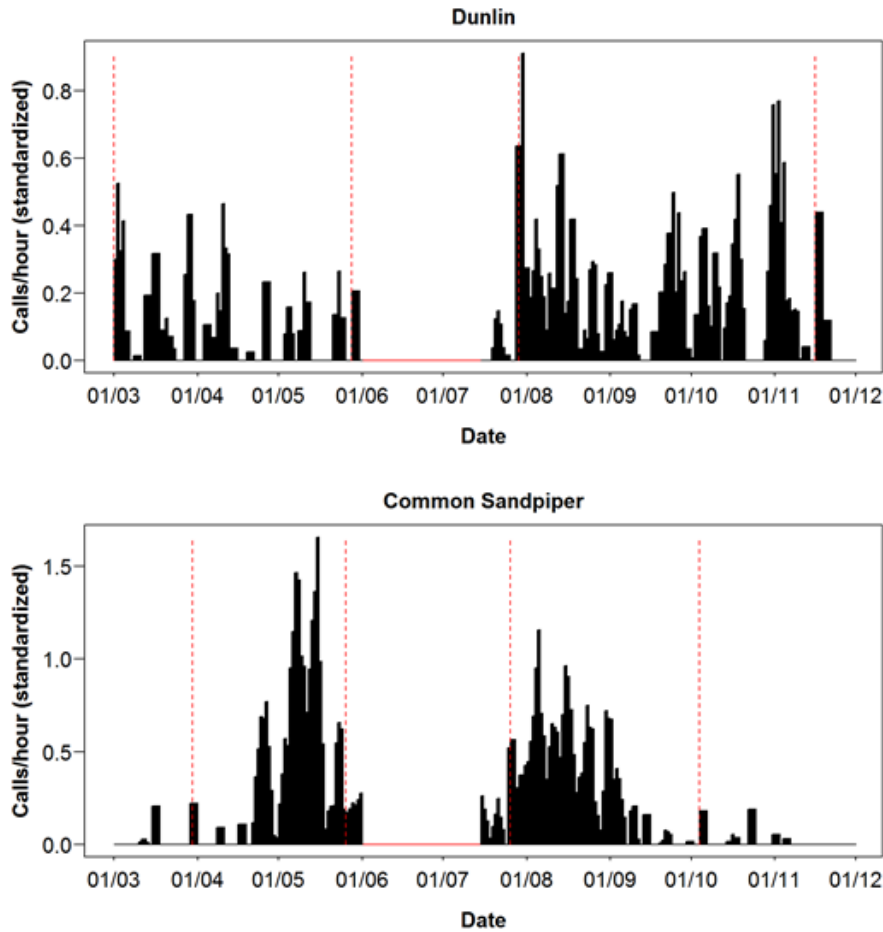 Dunlin
Calls/hour (standardized)
0.8
0.6
0.4
0.2
0.0
01/03 01/04 01/05 01/06 01/07 01/08 01/09 01/10 01/11 01/12
Date
Common Sandpiper
Calls/hour (standardized)
1.5
1.0
0.5
0.0
01/03 01/04 01/05 01/06 01/07 01/08 01/09 01/10 01/11 01/12
Date